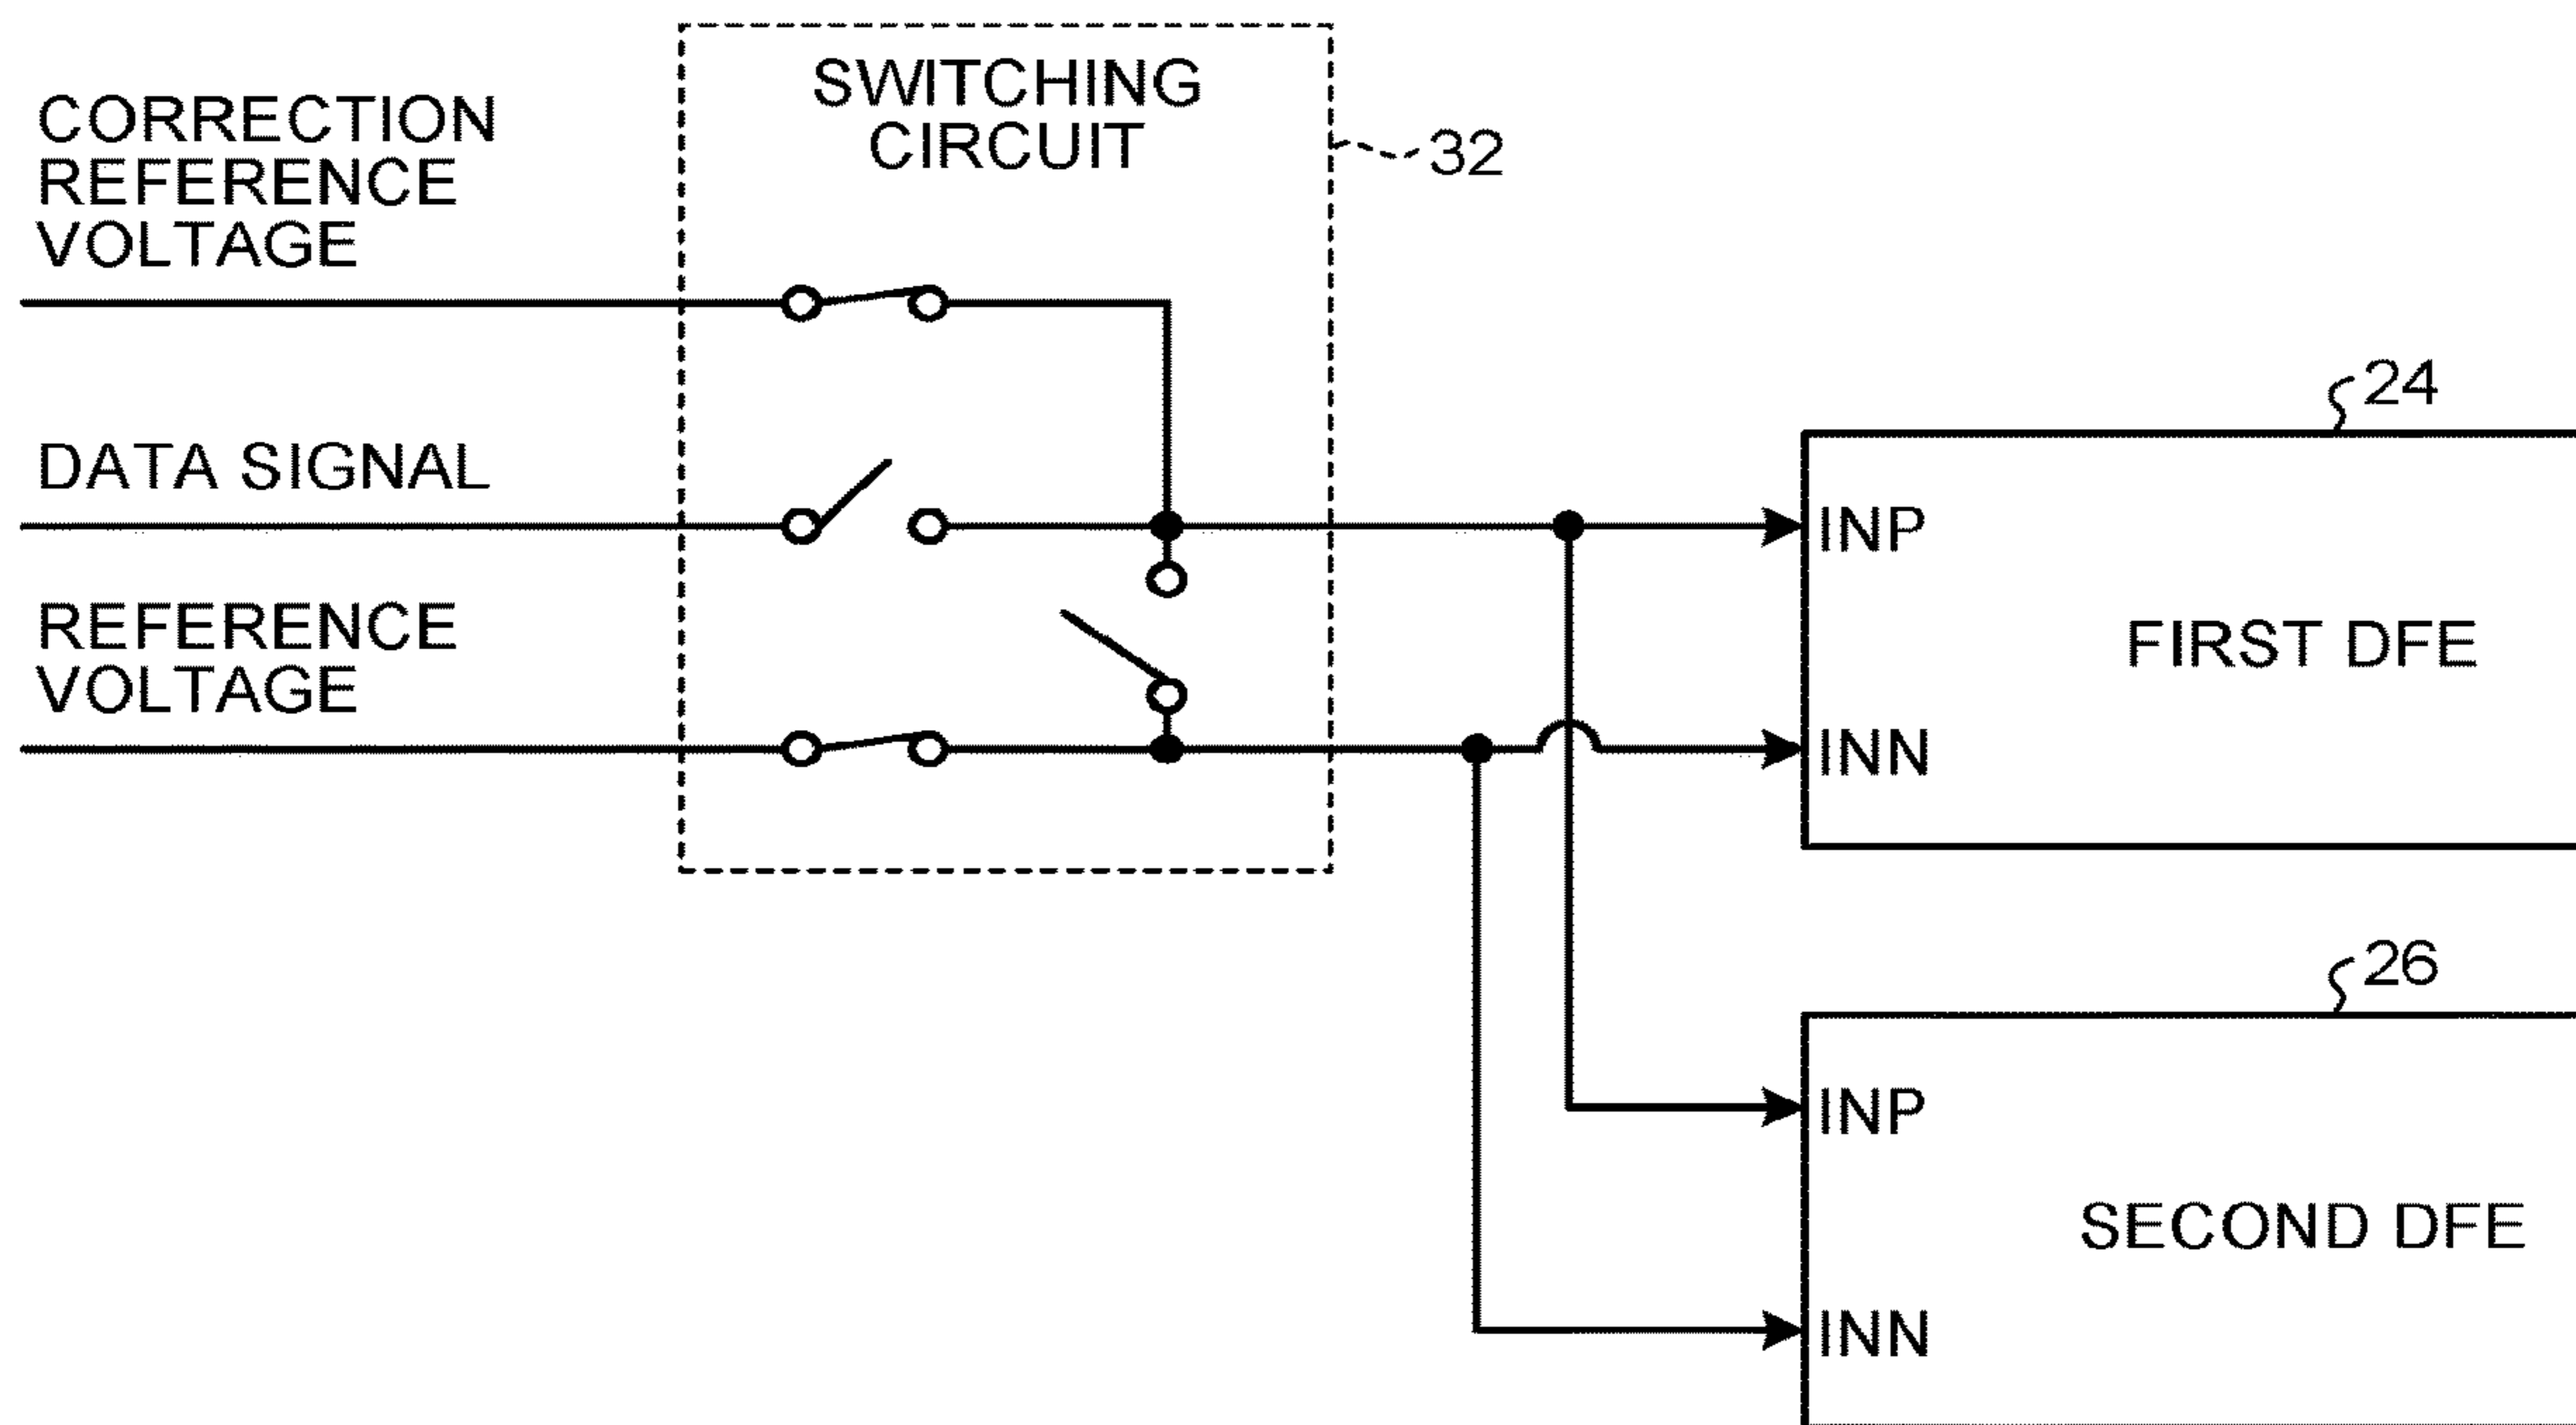 SWITCHING
CIRCUIT
CORRECTION
REFERENCE
VOLTAGE
32
DATA SIGNAL
REFERENCE
VOLTAGE
24
INP
FIRST DFE
INN
26
INP
SECOND DFE
INN